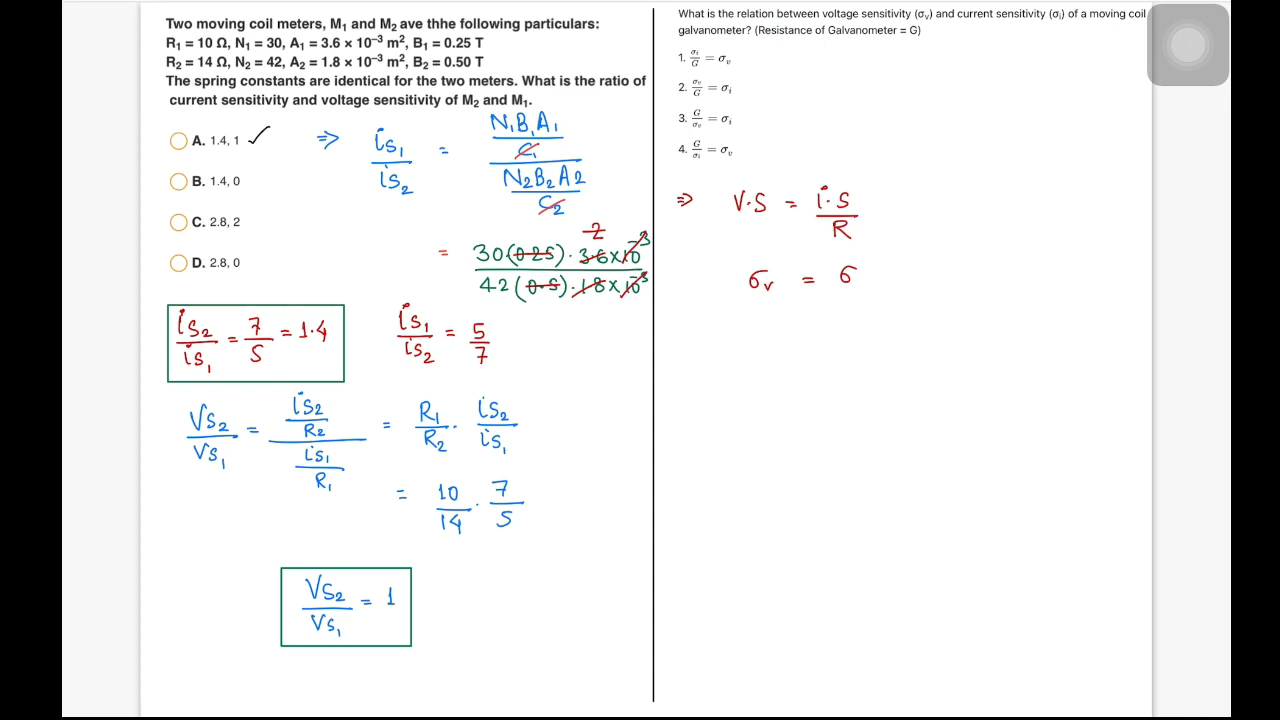 Two moving coil meters, M₁ and M₂ ave thhe following particulars:
R₁ = 10 Ω, N₁ = 30, A₁ = 3.6 × 10⁻³ m², B₁ = 0.25 T
R₂ = 14 Ω, N₂ = 42, A₂ = 1.8 × 10⁻³ m², B₂ = 0.50 T
The spring constants are identical for the two meters. What is the ratio of
current sensitivity and voltage sensitivity of M₂ and M₁.
A. 1.4, 1 ✓
B. 1.4, 0
C. 2.8, 2
D. 2.8, 0
⇒ iS₁/iS₂ = (N₁B₁A₁/C₁)/(N₂B₂A₂/C₂)
2
= 30(0.25)·3.6×10⁻³/42(0.5)·1.8×10⁻³
iS₂/iS₁ = 7/5 = 1.4
iS₁/iS₂ = 5/7
VS₂/VS₁ = (iS₂/R₂)/(iS₁/R₁) = R₁/R₂ · iS₂/iS₁
= 10/14 · 7/5
VS₂/VS₁ = 1
What is the relation between voltage sensitivity (σᵥ) and current sensitivity (σᵢ) of a moving coil
galvanometer? (Resistance of Galvanometer = G)
1. σᵢ/G = σᵥ
2. σᵥ/G = σᵢ
3. G/σᵥ = σᵢ
4. G/σᵢ = σᵥ
⇒ V·S = i·S/R
σᵥ = σ